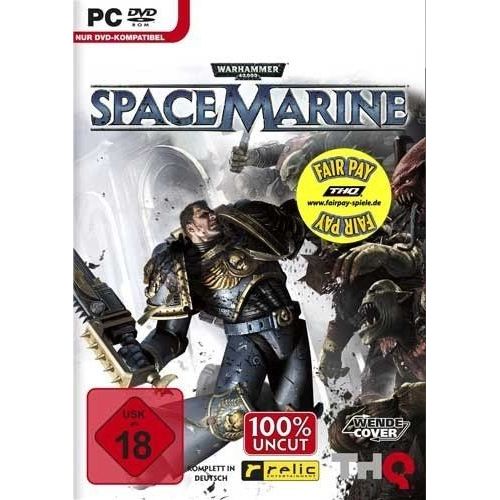 PC DVD
ROM
NUR DVD-KOMPATIBEL
WARHAMMER
40,000
SPACE MARINE
FAIR PAY
THQ
www.fairpay-spiele.de
FAIR PAY
USK
ab
18
100%
UNCUT
KOMPLETT IN
DEUTSCH
relic
ENTERTAINMENT
WENDE
COVER
THQ